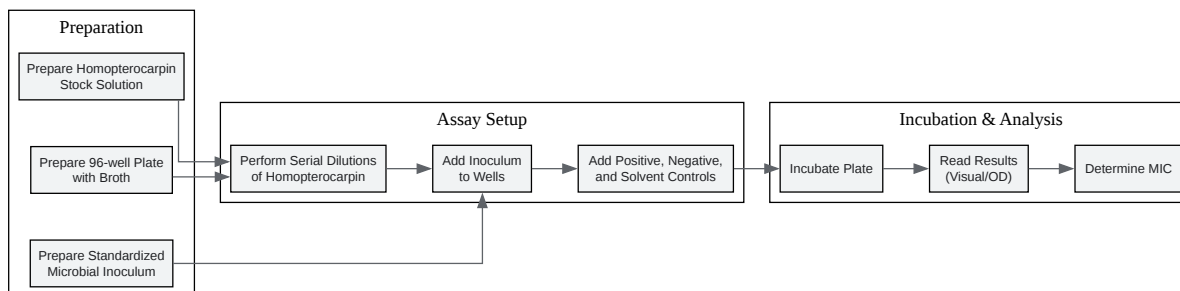 Preparation
Prepare Homopterocarpin
Stock Solution
Prepare 96-well Plate
with Broth
Prepare Standardized
Microbial Inoculum
Assay Setup
Perform Serial Dilutions
of Homopterocarpin
Add Inoculum
to Wells
Add Positive, Negative,
and Solvent Controls
Incubation & Analysis
Incubate Plate
Read Results
(Visual/OD)
Determine MIC